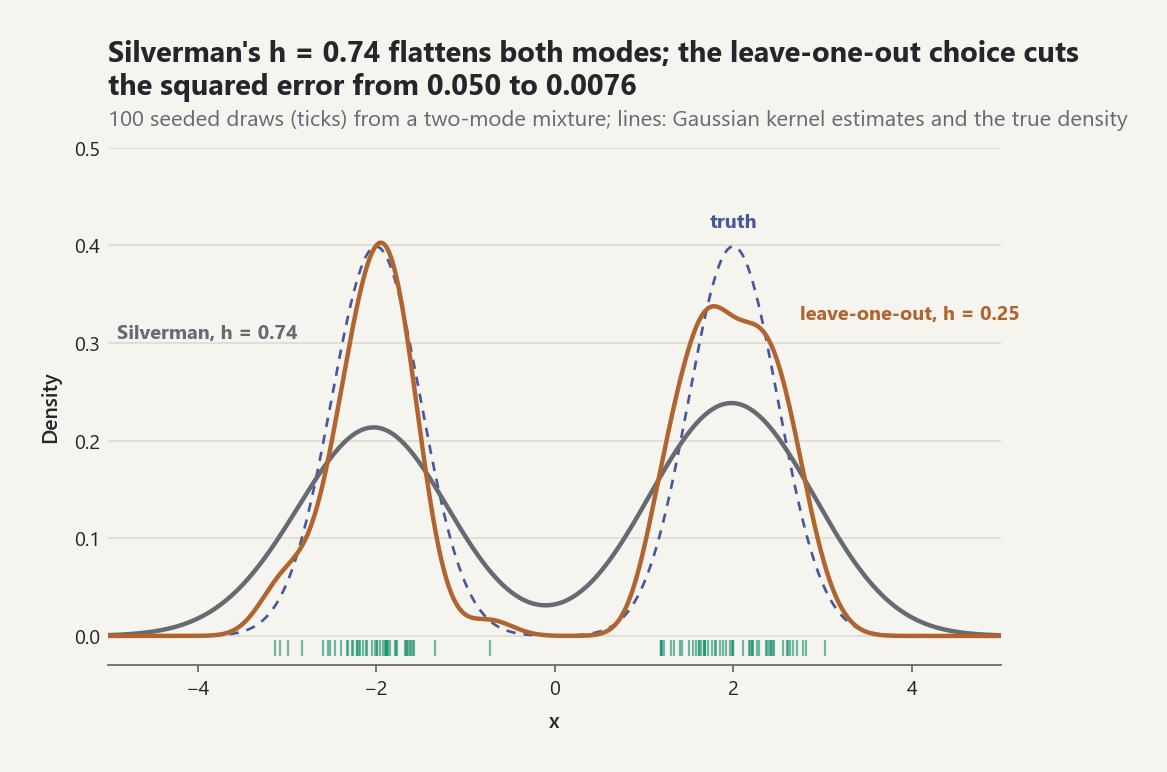 Silverman's h = 0.74 flattens both modes; the leave-one-out choice cuts
the squared error from 0.050 to 0.0076
100 seeded draws (ticks) from a two-mode mixture; lines: Gaussian kernel estimates and the true density
0.5
truth
0.4
leave-one-out, h = 0.25
Silverman, h = 0.74
0.3
Density
0.2
0.1
0.0
−4
−2
0
2
4
x